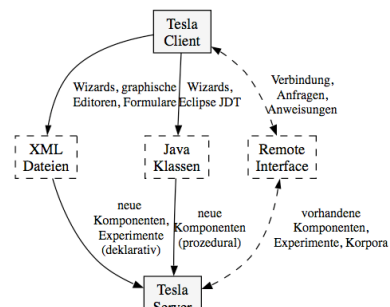 Tesla
Client
Wizards, graphische
Editoren, Formulare
Wizards,
Eclipse JDT
Verbindung,
Anfragen,
Anweisungen
XML
Dateien
Java
Klassen
Remote
Interface
neue
Komponenten,
Experimente
(deklarativ)
neue
Komponenten
(prozedural)
vorhandene
Komponenten,
Experimente, Korpora
Tesla
Server